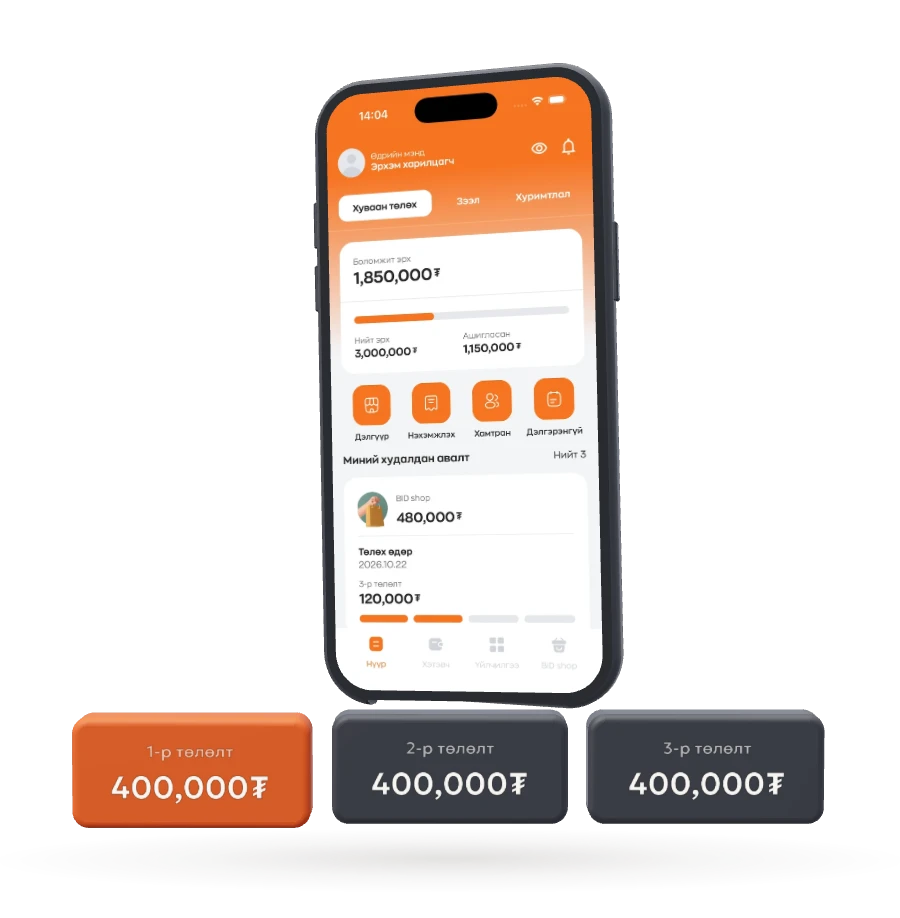 14:04
Өдрийн мэнд
Эрхэм харилцагч
Хуваан төлөх Зээл Хуримтлал
Боломжит эрх
1,850,000₮
Нийт эрх Ашигласан
3,000,000₮ 1,150,000₮
Дэлгүүр Нэхэмжлэх Хамтран Дэлгэрэнгүй
Миний худалдан авалт Нийт 3
BID shop
480,000₮
Төлөх өдөр
2026.10.22
3-р төлөлт
120,000₮
Нүүр Хэтэвч Үйлчилгээ BID shop
1-р төлөлт 2-р төлөлт 3-р төлөлт
400,000₮ 400,000₮ 400,000₮